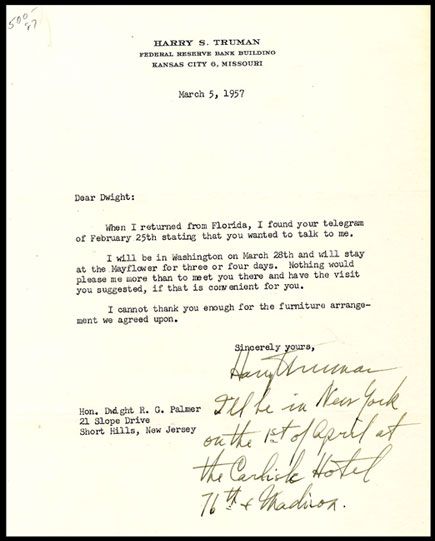 500-
27
HARRY S. TRUMAN
FEDERAL RESERVE BANK BUILDING
KANSAS CITY 6, MISSOURI
March 5, 1957
Dear Dwight:
When I returned from Florida, I found your telegram
of February 25th stating that you wanted to talk to me.
I will be in Washington on March 28th and will stay
at the Mayflower for three or four days. Nothing would
please me more than to meet you there and have the visit
you suggested, if that is convenient for you.
I cannot thank you enough for the furniture arrange-
ment we agreed upon.
Sincerely yours,
Harry Truman
Hon. Dwight R. G. Palmer
21 Slope Drive
Short Hills, New Jersey
I'll be in New York
on the 1st of April at
the Carlisle Hotel
76th & Madison.